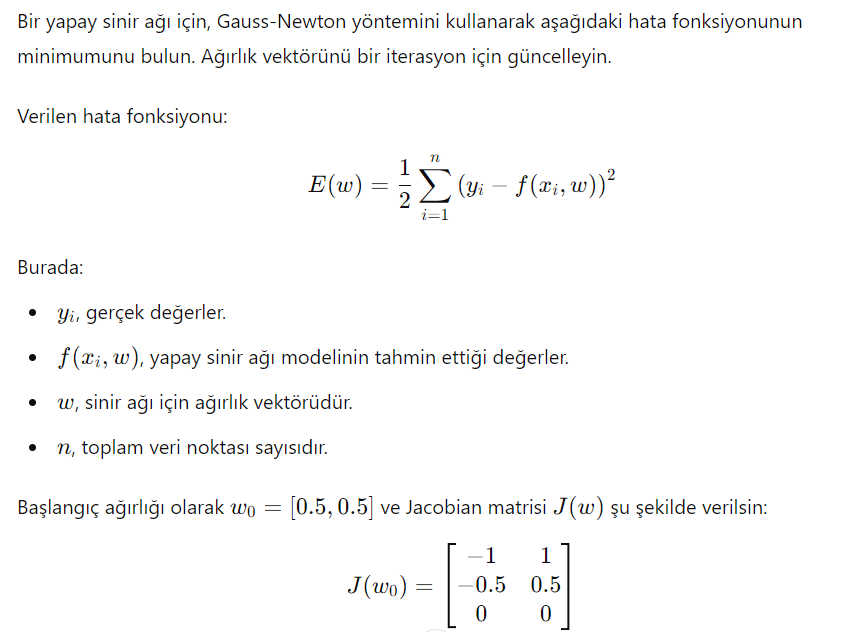 Bir yapay sinir ağı için, Gauss-Newton yöntemini kullanarak aşağıdaki hata fonksiyonunun
minimumunu bulun. Ağırlık vektörünü bir iterasyon için güncelleyin.
Verilen hata fonksiyonu:
E(w) = \frac{1}{2} \sum_{i=1}^{n} (y_i − f(x_i, w))^2
Burada:
• y_i, gerçek değerler.
• f(x_i, w), yapay sinir ağı modelinin tahmin ettiği değerler.
• w, sinir ağı için ağırlık vektörüdür.
• n, toplam veri noktası sayısıdır.
Başlangıç ağırlığı olarak w_0 = [0.5, 0.5] ve Jacobian matrisi J(w) şu şekilde verilsin:
J(w_0) = \begin{bmatrix} −1 & 1 \\ −0.5 & 0.5 \\ 0 & 0 \end{bmatrix}